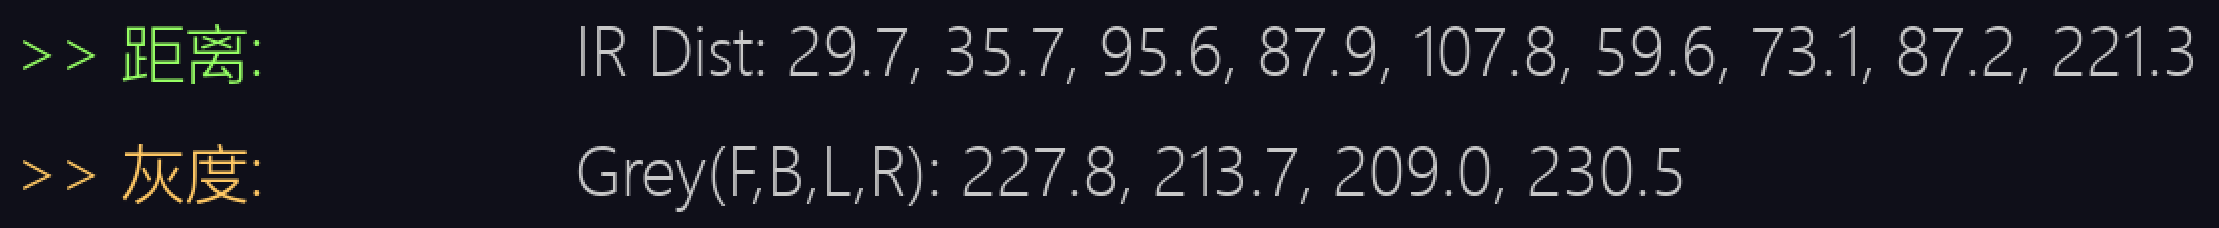 >> 距离: IR Dist: 29.7, 35.7, 95.6, 87.9, 107.8, 59.6, 73.1, 87.2, 221.3
>> 灰度: Grey(F,B,L,R): 227.8, 213.7, 209.0, 230.5